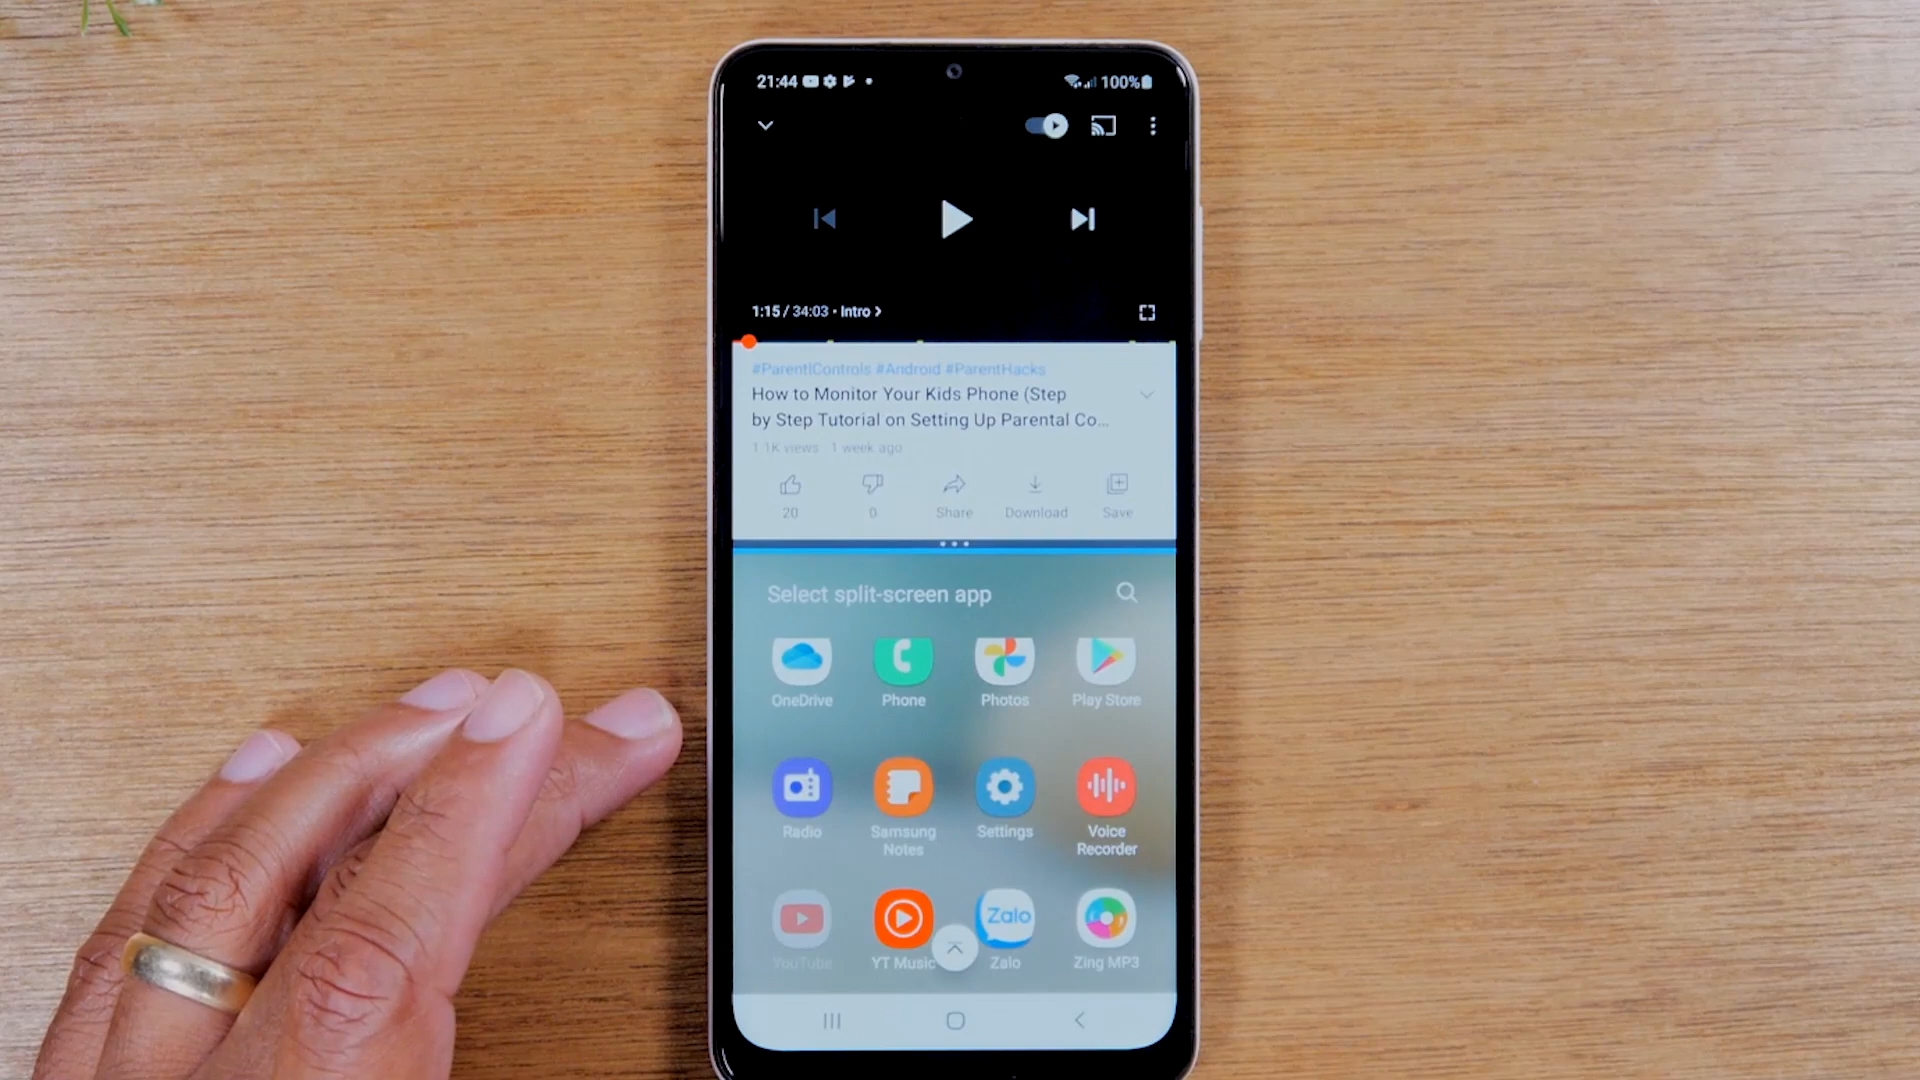 21:44
100%
1:15 / 34:03 • Intro
#ParentlControls #Android #ParentHacks
How to Monitor Your Kids Phone (Step
by Step Tutorial on Setting Up Parental Co...
1.1K views 1 week ago
20 0 Share Download Save
Select split-screen app
OneDrive Phone Photos Play Store
Radio Samsung Notes Settings Voice Recorder
Zalo
YouTube YT Music Zalo Zing MP3